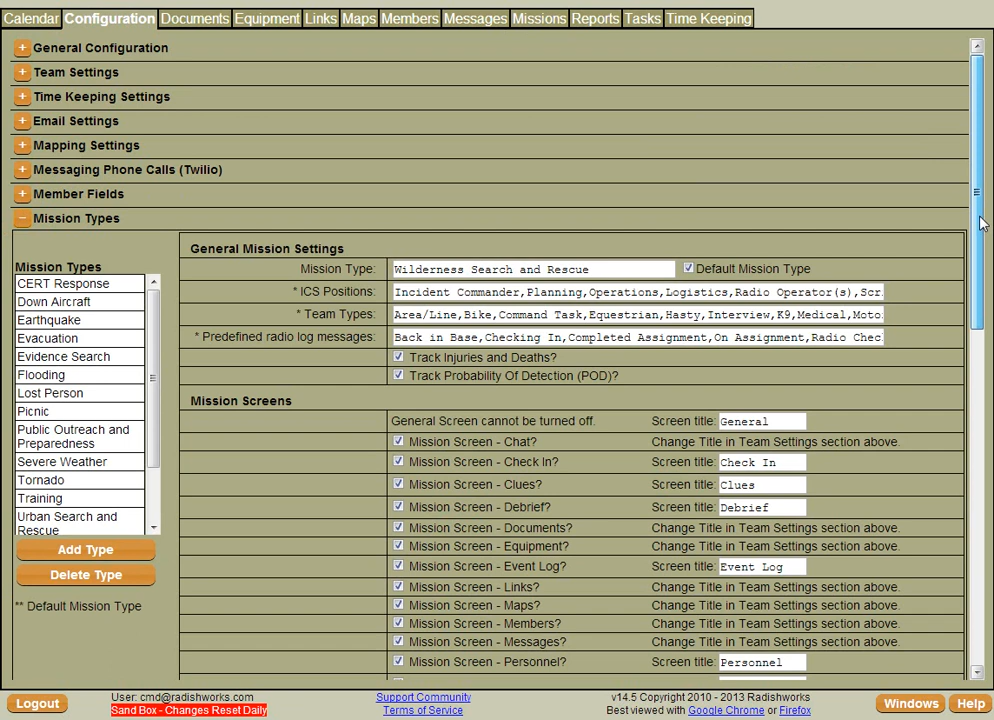 Calendar Configuration Documents Equipment Links Maps Members Messages Missions Reports Tasks Time Keeping
+ General Configuration
+ Team Settings
+ Time Keeping Settings
+ Email Settings
+ Mapping Settings
+ Messaging Phone Calls (Twilio)
+ Member Fields
− Mission Types
Mission Types
CERT Response
Down Aircraft
Earthquake
Evacuation
Evidence Search
Flooding
Lost Person
Picnic
Public Outreach and
Preparedness
Severe Weather
Tornado
Training
Urban Search and
Rescue
Add Type
Delete Type
** Default Mission Type
General Mission Settings
Mission Type: Wilderness Search and Rescue Default Mission Type
* ICS Positions: Incident Commander,Planning,Operations,Logistics,Radio Operator(s),Scr
* Team Types: Area/Line,Bike,Command Task,Equestrian,Hasty,Interview,K9,Medical,Moto
* Predefined radio log messages: Back in Base,Checking In,Completed Assignment,On Assignment,Radio Chec
Track Injuries and Deaths?
Track Probability Of Detection (POD)?
Mission Screens
General Screen cannot be turned off. Screen title: General
Mission Screen - Chat? Change Title in Team Settings section above.
Mission Screen - Check In? Screen title: Check In
Mission Screen - Clues? Screen title: Clues
Mission Screen - Debrief? Screen title: Debrief
Mission Screen - Documents? Change Title in Team Settings section above.
Mission Screen - Equipment? Change Title in Team Settings section above.
Mission Screen - Event Log? Screen title: Event Log
Mission Screen - Links? Change Title in Team Settings section above.
Mission Screen - Maps? Change Title in Team Settings section above.
Mission Screen - Members? Change Title in Team Settings section above.
Mission Screen - Messages? Change Title in Team Settings section above.
Mission Screen - Personnel? Screen title: Personnel
Logout
User: cmd@radishworks.com
Sand Box - Changes Reset Daily
Support Community
Terms of Service
v14.5 Copyright 2010 - 2013 Radishworks
Best viewed with Google Chrome or Firefox
Windows
Help